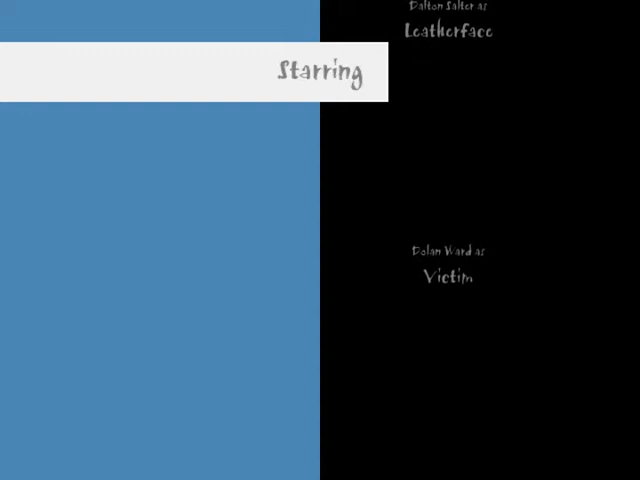 Dalton Salter as
Leatherface
Starring
Dolan Ward as
Victim